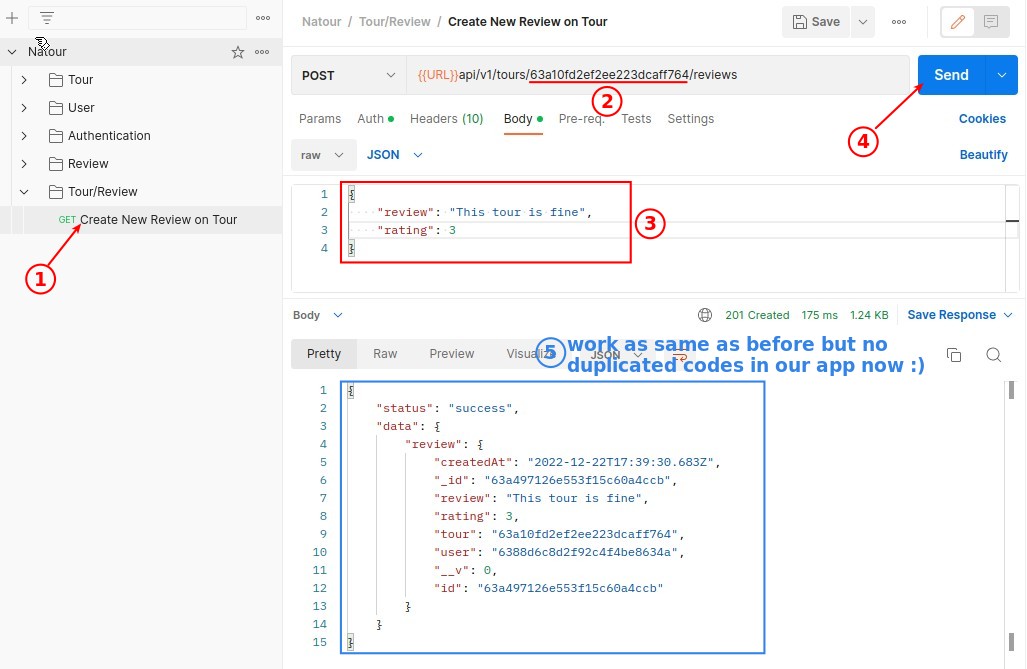 Natour / Tour/Review / Create New Review on Tour
Save
Natour
Tour
User
Authentication
Review
Tour/Review
GET Create New Review on Tour
1
POST
{{URL}}api/v1/tours/63a10fd2ef2ee223dcaff764/reviews
Send
2
4
Params Auth Headers (10) Body Pre-req. Tests Settings
Cookies
raw JSON
Beautify
1 {
2 "review": "This tour is fine",
3 "rating": 3
4 }
3
Body
201 Created 175 ms 1.24 KB Save Response
Pretty Raw Preview Visualize JSON
5 work as same as before but no
duplicated codes in our app now :)
1 {
2 "status": "success",
3 "data": {
4 "review": {
5 "createdAt": "2022-12-22T17:39:30.683Z",
6 "_id": "63a497126e553f15c60a4ccb",
7 "review": "This tour is fine",
8 "rating": 3,
9 "tour": "63a10fd2ef2ee223dcaff764",
10 "user": "6388d6c8d2f92c4f4be8634a",
11 "__v": 0,
12 "id": "63a497126e553f15c60a4ccb"
13 }
14 }
15 }